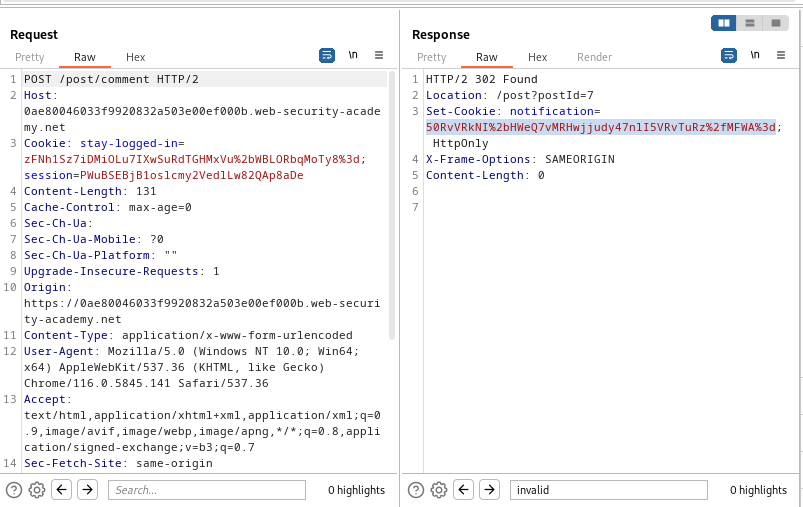 Request
Pretty Raw Hex
\n
1 POST /post/comment HTTP/2
2 Host:
0ae80046033f9920832a503e00ef000b.web-security-acade
my.net
3 Cookie: stay-logged-in=
zFNh1Sz7iDMiOLu7IXwSuRdTGHMxVu%2bWBLORbqMoTy8%3d;
session=PWuBSEBjB1oslcmy2VedlLw82QAp8aDe
4 Content-Length: 131
5 Cache-Control: max-age=0
6 Sec-Ch-Ua:
7 Sec-Ch-Ua-Mobile: ?0
8 Sec-Ch-Ua-Platform: ""
9 Upgrade-Insecure-Requests: 1
10 Origin:
https://0ae80046033f9920832a503e00ef000b.web-securi
ty-academy.net
11 Content-Type: application/x-www-form-urlencoded
12 User-Agent: Mozilla/5.0 (Windows NT 10.0; Win64;
x64) AppleWebKit/537.36 (KHTML, like Gecko)
Chrome/116.0.5845.141 Safari/537.36
13 Accept:
text/html,application/xhtml+xml,application/xml;q=0
.9,image/avif,image/webp,image/apng,*/*;q=0.8,appli
cation/signed-exchange;v=b3;q=0.7
14 Sec-Fetch-Site: same-origin
Search...
0 highlights
Response
Pretty Raw Hex Render
\n
1 HTTP/2 302 Found
2 Location: /post?postId=7
3 Set-Cookie: notification=
50RvVRkNI%2bHWeQ7vMRHwjjudy47nlI5VRvTuRz%2fMFWA%3d;
HttpOnly
4 X-Frame-Options: SAMEORIGIN
5 Content-Length: 0
6
7
invalid
0 highlights